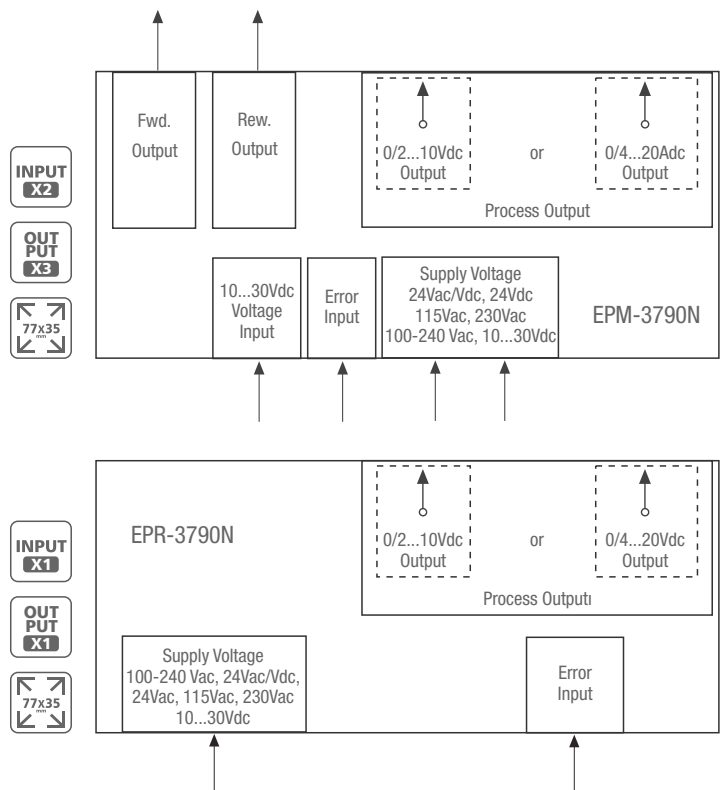 Fwd.
Output
Rew.
Output
0/2...10Vdc
Output
or
0/4...20Adc
Output
Process Output
INPUT
X2
OUT
PUT
X3
77x35
mm
10...30Vdc
Voltage
Input
Error
Input
Supply Voltage
24Vac/Vdc, 24Vdc
115Vac, 230Vac
100-240 Vac, 10...30Vdc
EPM-3790N
EPR-3790N
0/2...10Vdc
Output
or
0/4...20Vdc
Output
Process Outputı
INPUT
X1
OUT
PUT
X1
77x35
mm
Supply Voltage
100-240 Vac, 24Vac/Vdc,
24Vac, 115Vac, 230Vac
10...30Vdc
Error
Input